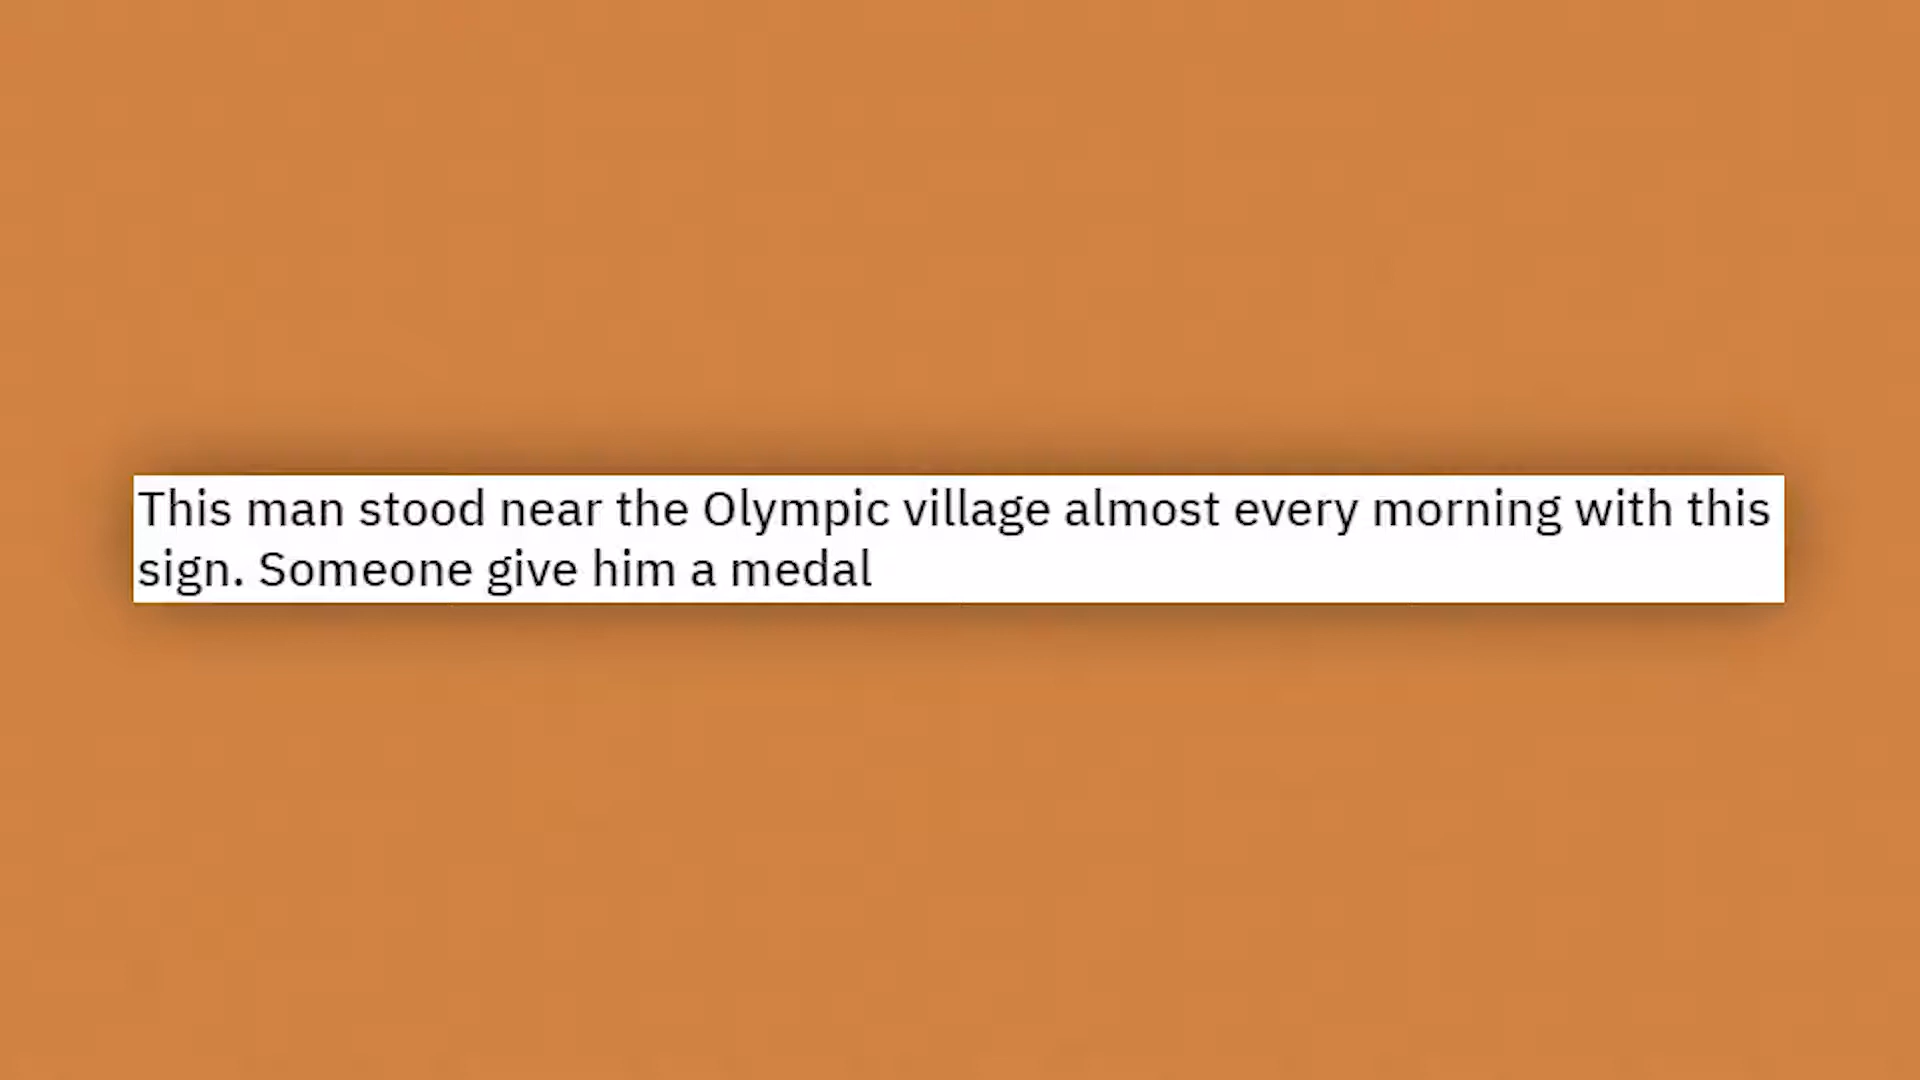 This man stood near the Olympic village almost every morning with this
sign. Someone give him a medal